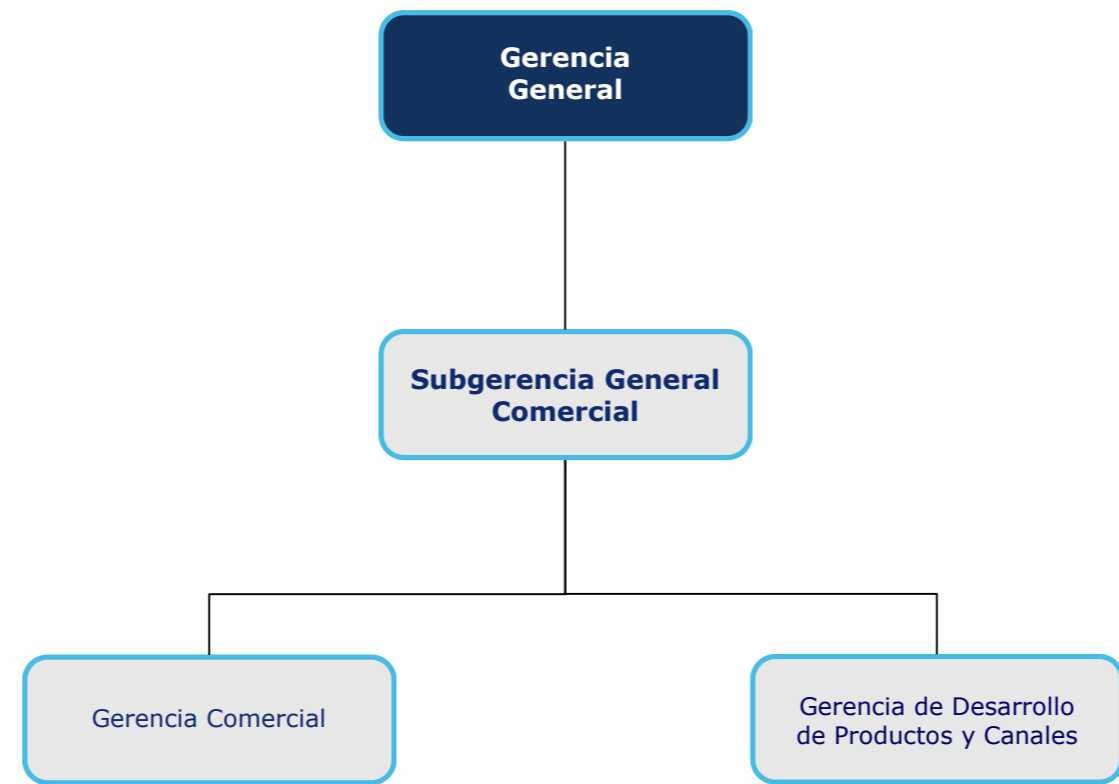 Gerencia
General
Subgerencia General
Comercial
Gerencia Comercial
Gerencia de Desarrollo
de Productos y Canales